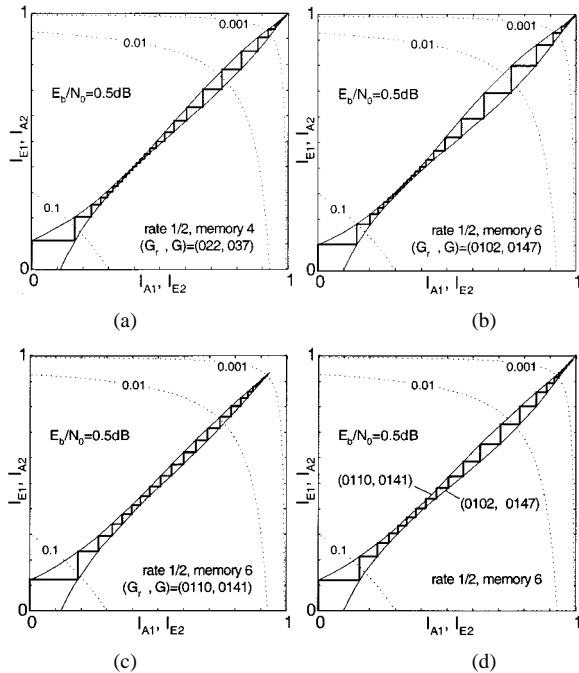 1
0.001
0.01
E_b/N_0=0.5dB
I_E1, I_A2
0.1
rate 1/2, memory 4
(G_r , G)=(022, 037)
0
0
1
I_A1, I_E2
(a)
1
0.001
0.01
E_b/N_0=0.5dB
I_E1, I_A2
0.1
rate 1/2, memory 6
(G_r , G)=(0102, 0147)
0
0
1
I_A1, I_E2
(b)
1
0.001
0.01
E_b/N_0=0.5dB
I_E1, I_A2
0.1
rate 1/2, memory 6
(G_r , G)=(0110, 0141)
0
0
1
I_A1, I_E2
(c)
1
0.001
0.01
E_b/N_0=0.5dB
I_E1, I_A2
(0110, 0141)
(0102, 0147)
0.1
rate 1/2, memory 6
0
0
1
I_A1, I_E2
(d)